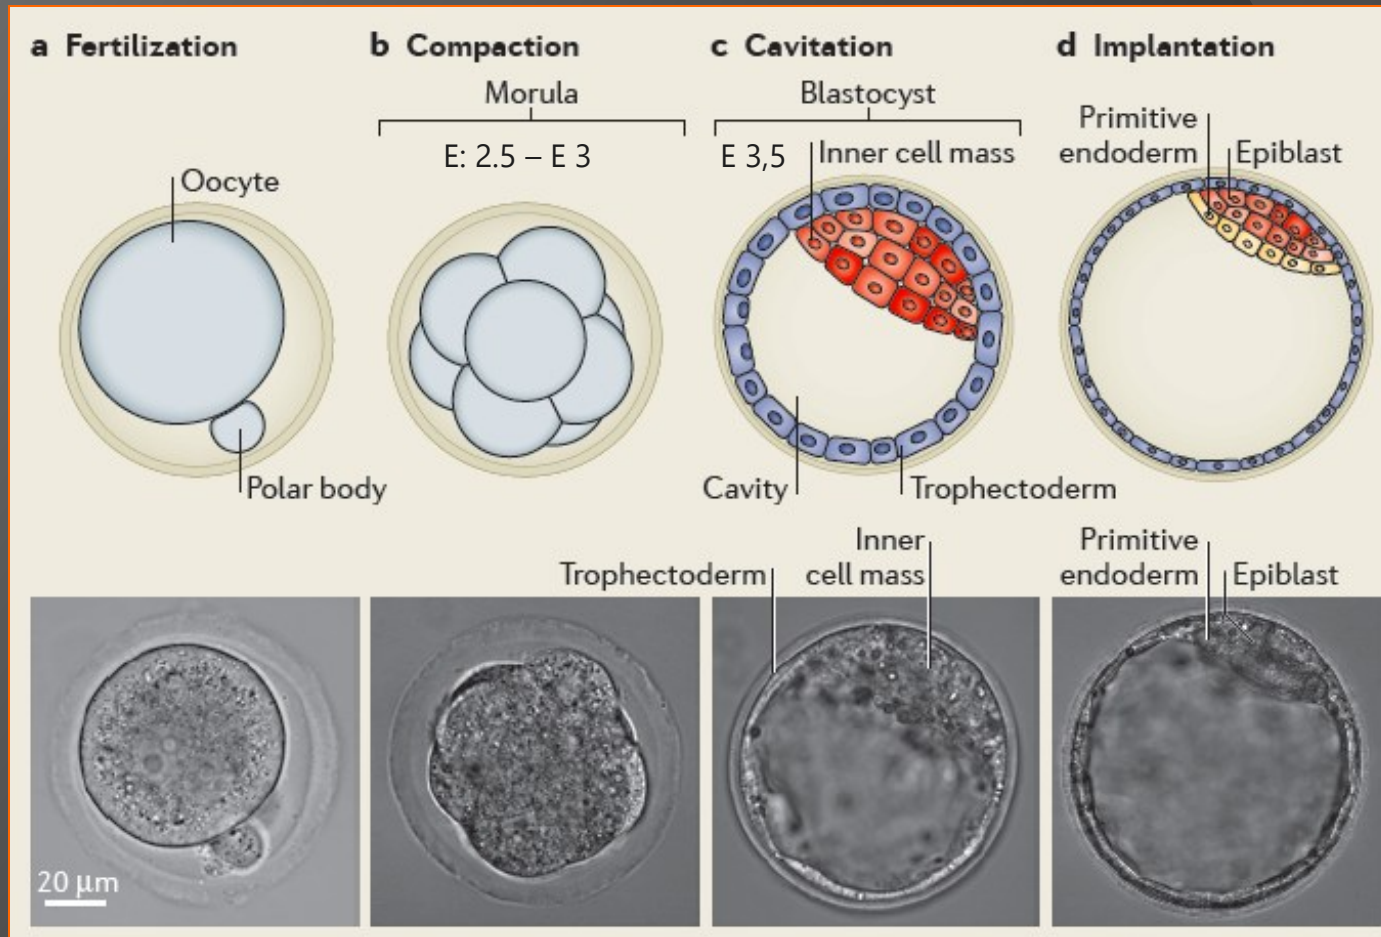 a Fertilization
b Compaction
c Cavitation
d Implantation
Morula
Blastocyst
E: 2.5 – E 3
E 3,5
Oocyte
Inner cell mass
Primitive
endoderm
Epiblast
Polar body
Cavity
Trophectoderm
Trophectoderm
Inner
cell mass
Primitive
endoderm
Epiblast
20 μm